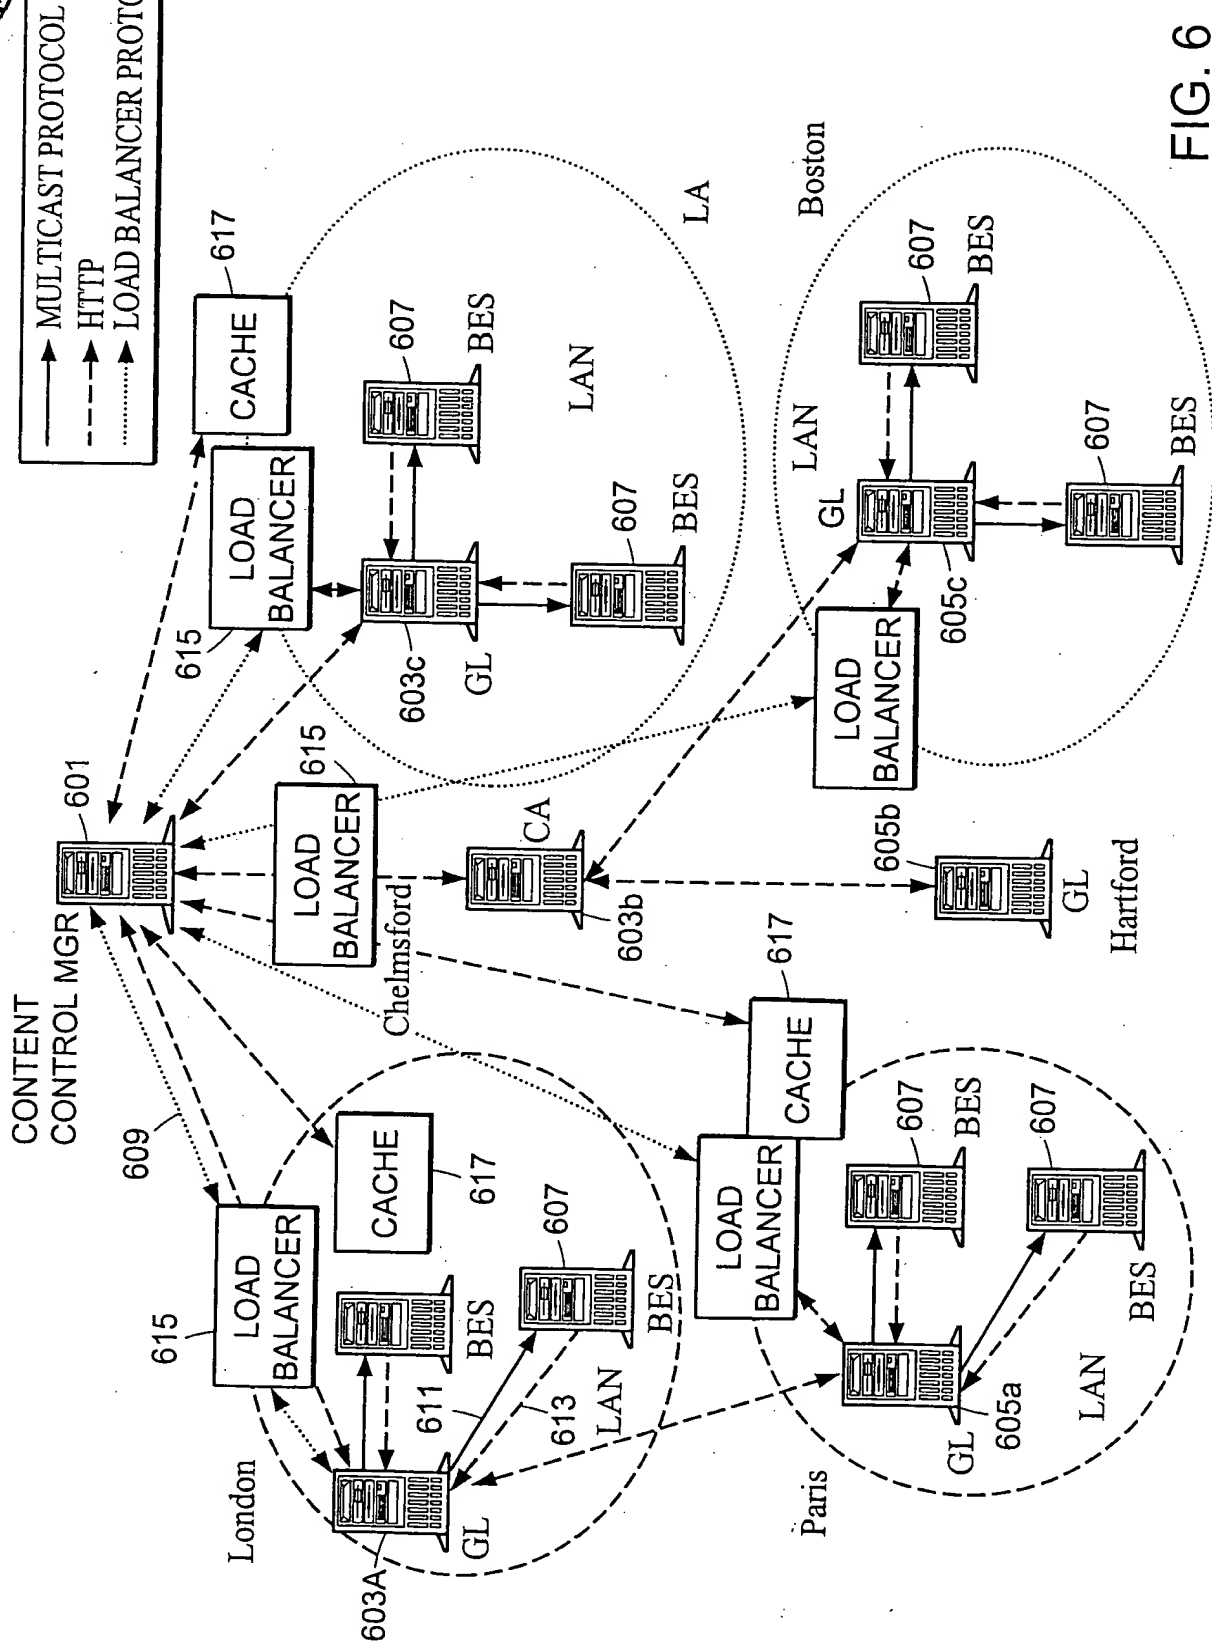 MULTICAST PROTOCOL
HTTP
LOAD BALANCER
CONTENT
CONTROL MGR
601
609
615
LOAD
BALANCER
London
603A
GL
BES
611
613
CACHE
617
607
BES
LAN
LOAD
BALANCER
615
Chelmsford
CA
603b
LOAD
BALANCER
615
CACHE
617
603c
GL
607
BES
607
BES
LAN
LA
LOAD
BALANCER
CACHE
617
Paris
GL
605a
607
BES
607
BES
LAN
605b
GL
Hartford
LOAD
BALANCER
605c
GL
LAN
607
BES
607
BES
Boston
FIG. 6